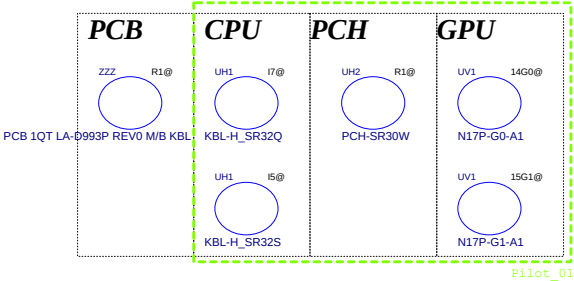 PCB CPU PCH GPU
ZZZ R1@ UH1 I7@ UH2 R1@ UV1 14G0@
PCB 1QT LA-D993P REV0 M/B KBL KBL-H_SR32Q PCH-SR30W N17P-G0-A1
UH1 I5@ UV1 15G1@
KBL-H_SR32S N17P-G1-A1
Pilot_01